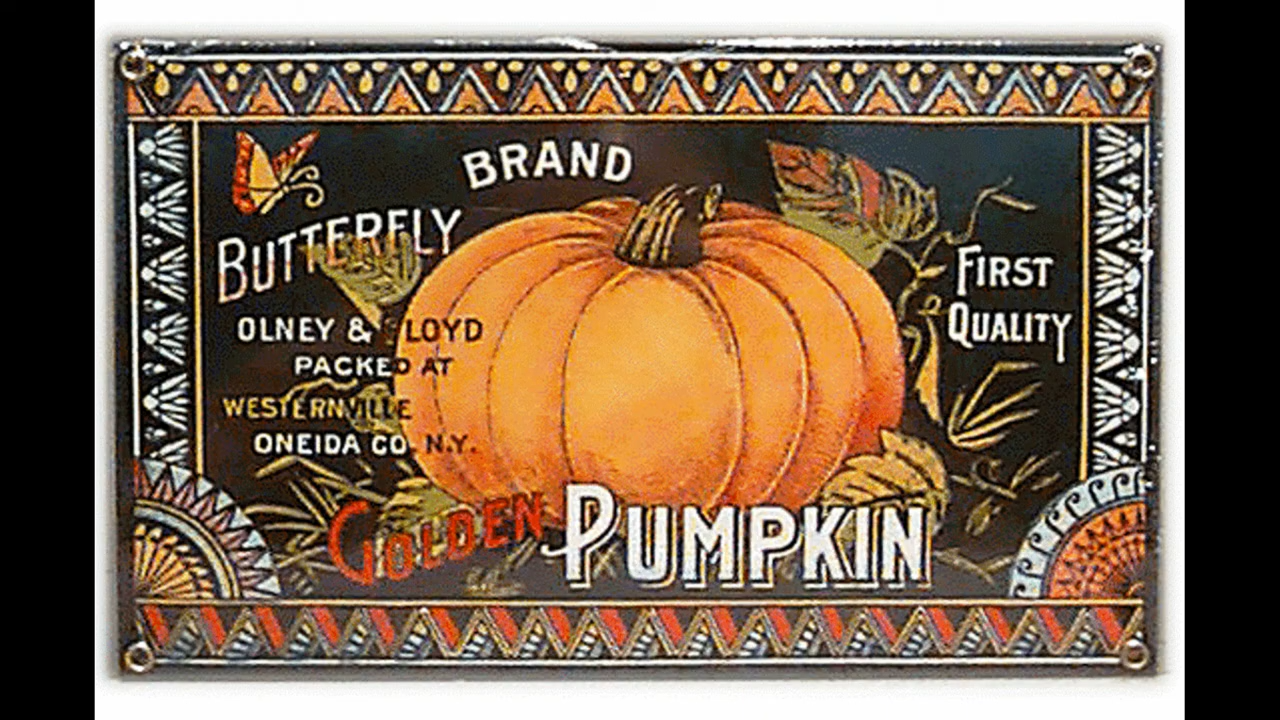 BRAND
BUTTERFLY
OLNEY & FLOYD
PACKED AT
WESTERNVILLE
ONEIDA CO. N.Y.
FIRST
QUALITY
GOLDEN PUMPKIN